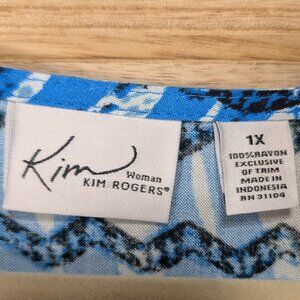 Kim
Woman
KIM ROGERS®
1X
100%RAYON
EXCLUSIVE
OF TRIM
MADE IN
INDONESIA
RN 31104